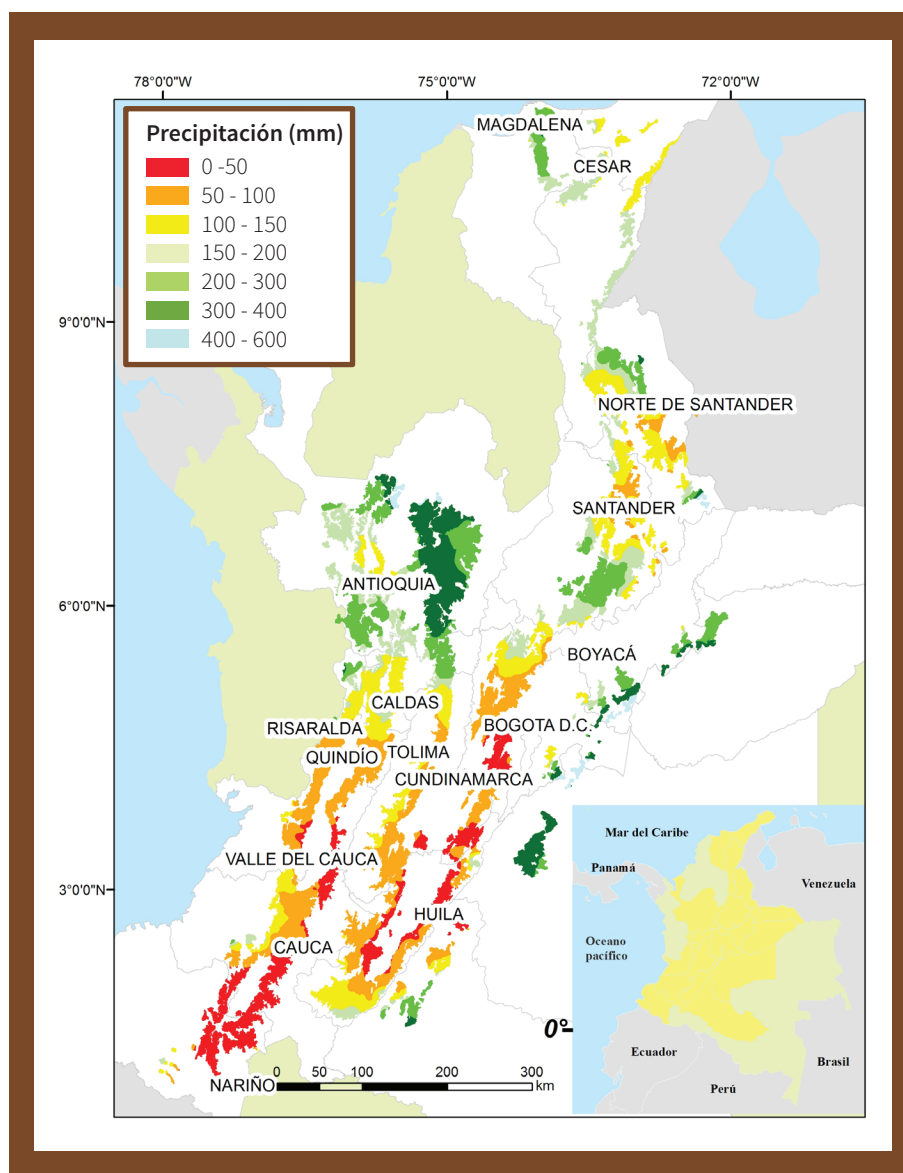 78°0'0"W
75°0'0"W
72°0'0"W
Precipitación (mm)
0 -50
50 - 100
100 - 150
150 - 200
200 - 300
300 - 400
400 - 600
MAGDALENA
CESAR
9°0'0"N
NORTE DE SANTANDER
SANTANDER
ANTIOQUIA
6°0'0"N
BOYACÁ
CALDAS
RISARALDA
BOGOTA D.C.
QUINDÍO
TOLIMA
CUNDINAMARCA
VALLE DEL CAUCA
3°0'0"N
HUILA
CAUCA
0°
NARIÑO
0 50 100 200 300
km
Mar del Caribe
Panamá
Venezuela
Oceano
pacífico
Ecuador
Brasil
Perú